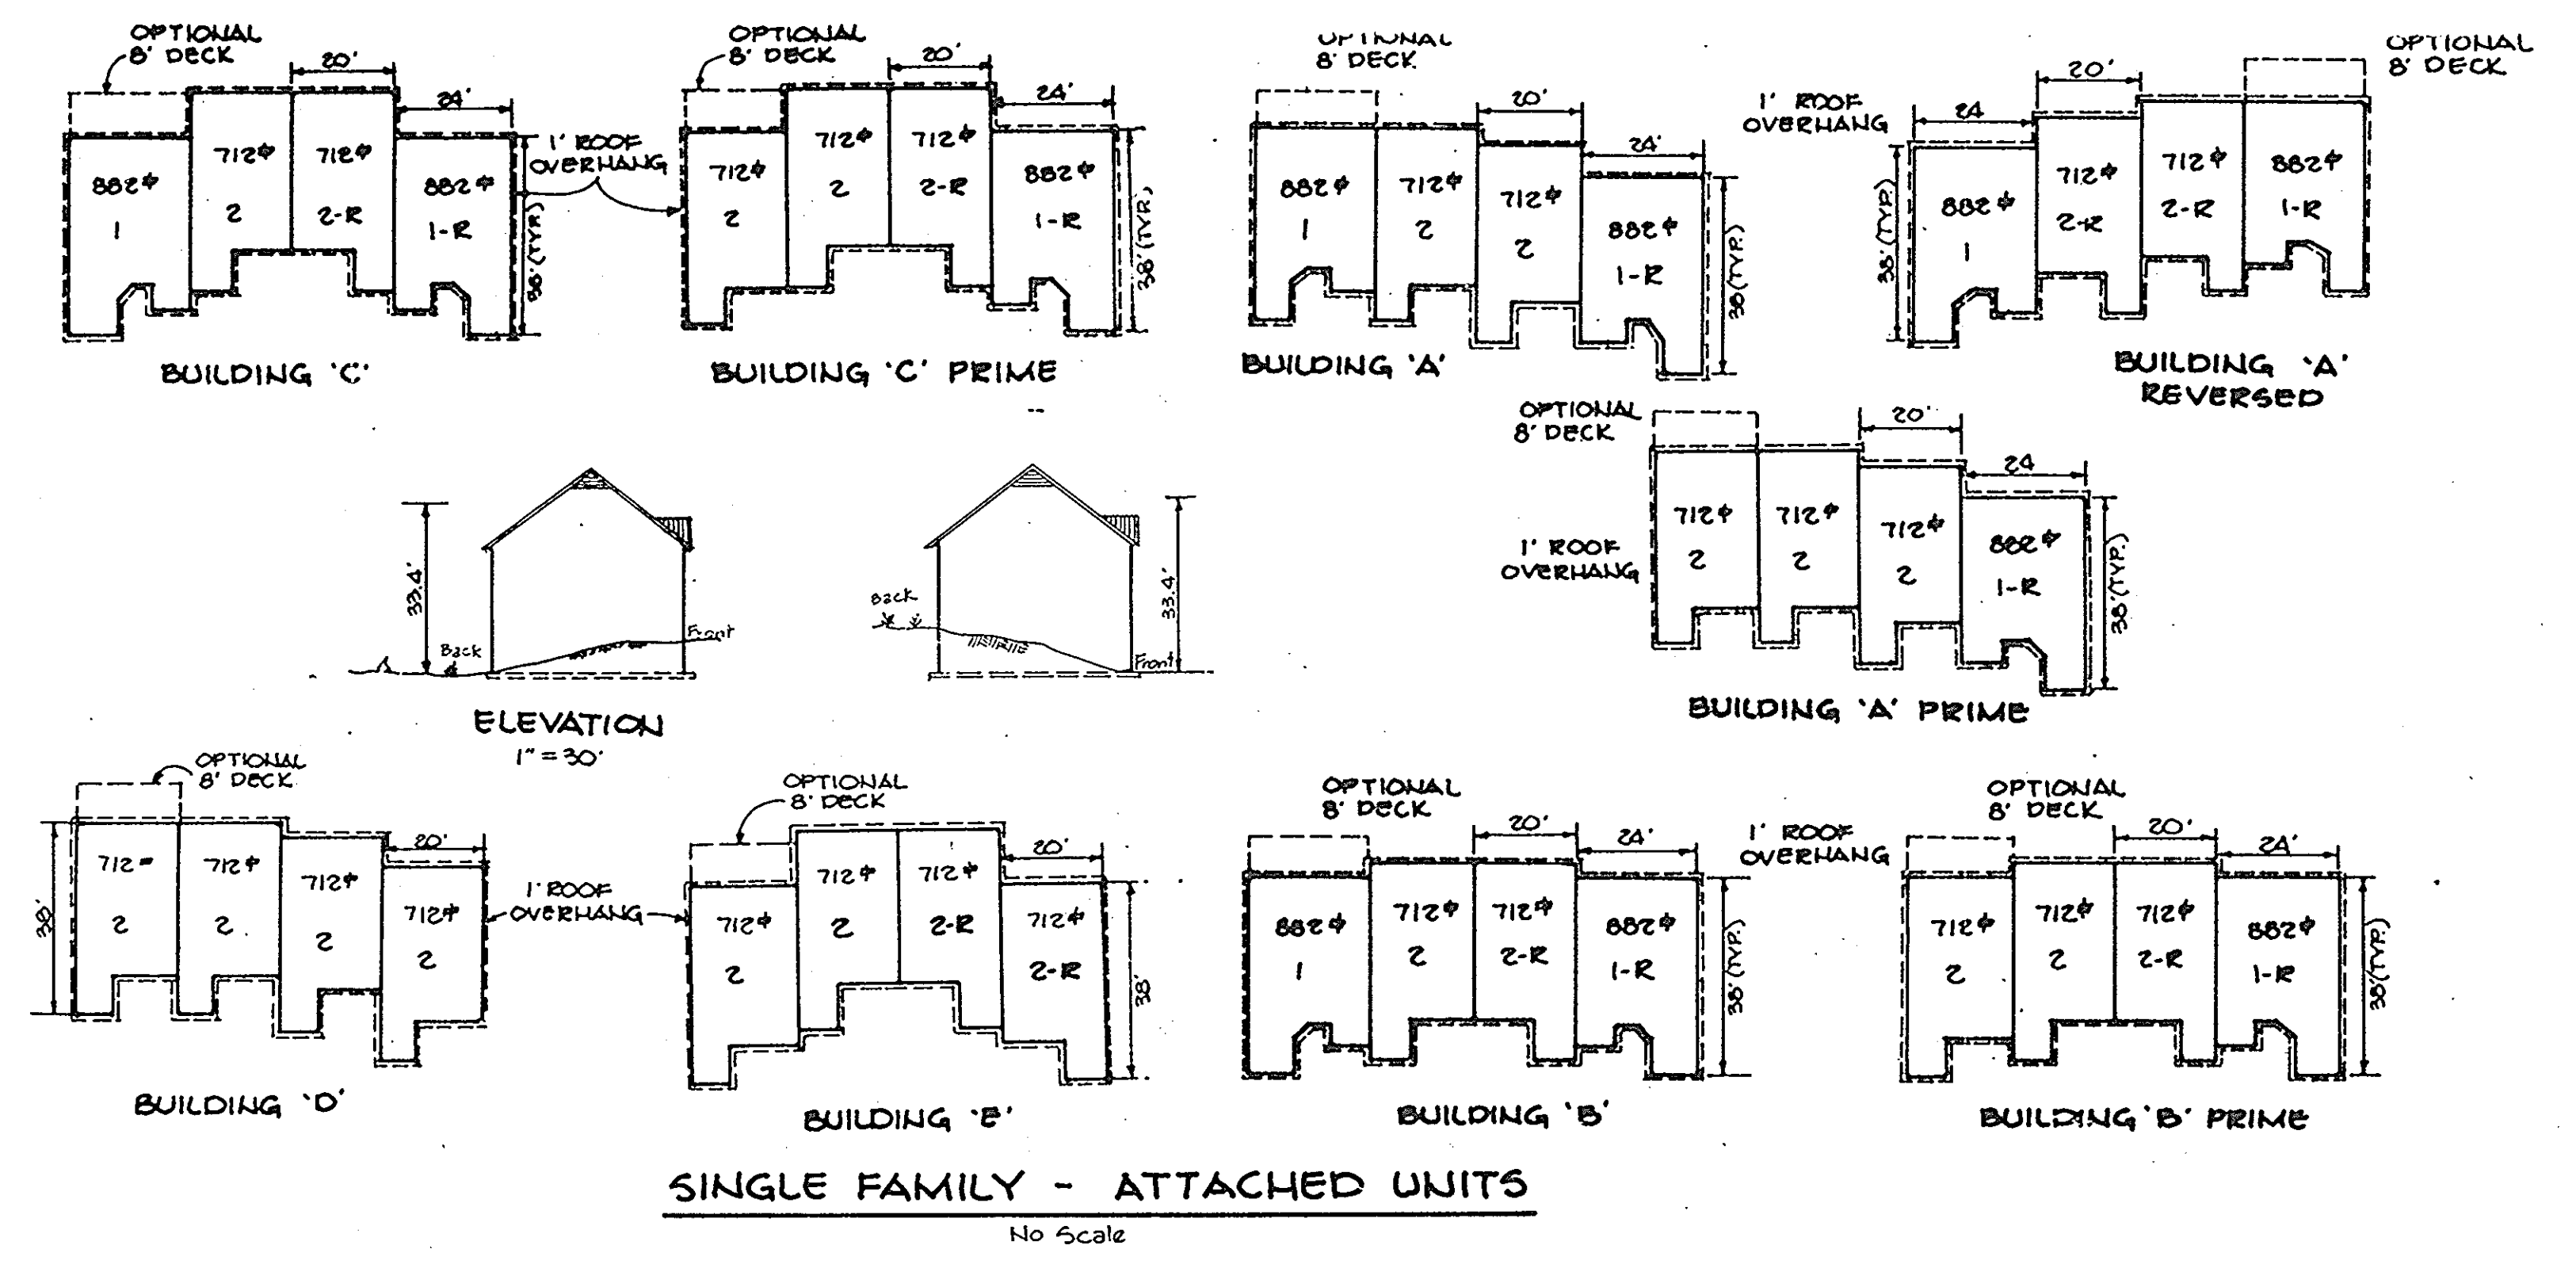 OPTIONAL
8' DECK
20'
24'
882⌽
1
712⌽
2
712⌽
2-R
882⌽
1-R
38' (TYP.)
1' ROOF
OVERHANG
BUILDING 'C'
OPTIONAL
8' DECK
20'
24'
712⌽
2
712⌽
2
712⌽
2-R
882⌽
1-R
38' (TYP.)
BUILDING 'C' PRIME
OPTIONAL
8' DECK
20'
24'
882⌽
1
712⌽
2
712⌽
2
882⌽
1-R
38 (TYP.)
BUILDING 'A'
OPTIONAL
8' DECK
1' ROOF
OVERHANG
24
20'
38' (TYP.)
882⌽
1
712⌽
2-R
712⌽
2-R
882⌽
1-R
BUILDING 'A'
REVERSED
33.4'
Back
Front
Back
Front
33.4'
ELEVATION
1" = 30'
OPTIONAL
8' DECK
20'
24
1' ROOF
OVERHANG
712⌽
2
712⌽
2
712⌽
2
882⌽
1-R
38' (TYP.)
BUILDING 'A' PRIME
OPTIONAL
8' DECK
20'
38'
712
2
712⌽
2
712⌽
2
712⌽
2
1' ROOF
OVERHANG
BUILDING 'D'
OPTIONAL
8' DECK
20'
712⌽
2
712⌽
2
712⌽
2-R
712⌽
2-R
38'
BUILDING 'E'
OPTIONAL
8' DECK
20'
24'
882⌽
1
712⌽
2
712⌽
2-R
882⌽
1-R
38' (TYP.)
BUILDING 'B'
1' ROOF
OVERHANG
OPTIONAL
8' DECK
20'
24'
712⌽
2
712⌽
2
712⌽
2-R
882⌽
1-R
38' (TYP.)
BUILDING 'B' PRIME
SINGLE FAMILY - ATTACHED UNITS
No Scale